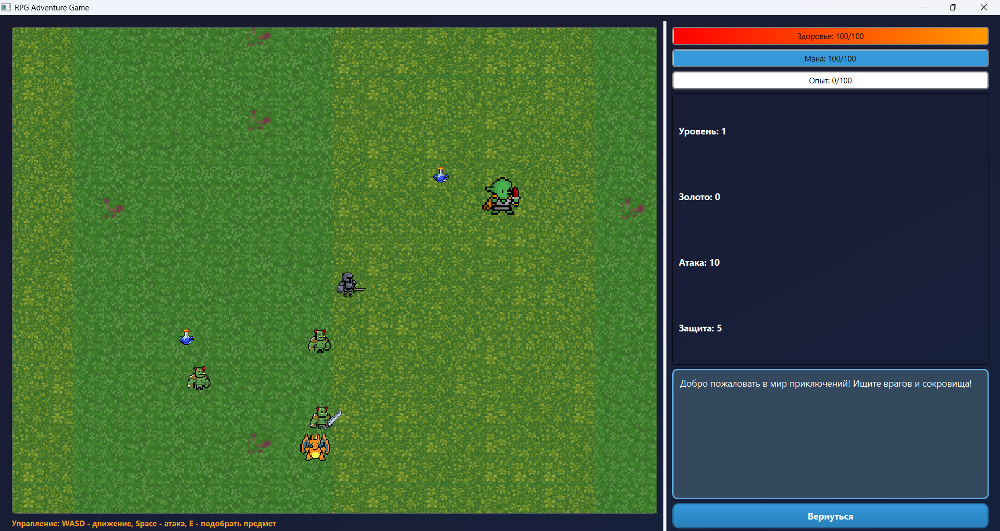 RPG Adventure Game
Здоровье: 100/100
Мана: 100/100
Опыт: 0/100
Уровень: 1
Золото: 0
Атака: 10
Защита: 5
Добро пожаловать в мир приключений! Ищите врагов и сокровища!
Вернуться
Управление: WASD - движение, Space - атака, E - подобрать предмет